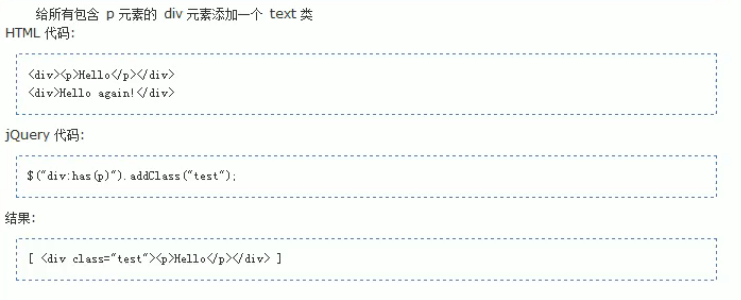 给所有包含 p 元素的 div 元素添加一个 text 类
HTML 代码:
<div><p>Hello</p></div>
<div>Hello again!</div>
jQuery 代码:
$("div:has(p)").addClass("test");
结果:
[ <div class="test"><p>Hello</p></div> ]